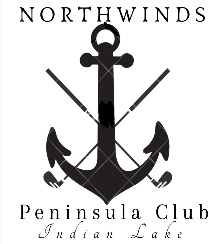 NORTHWINDS
Peninsula Club
Indian Lake